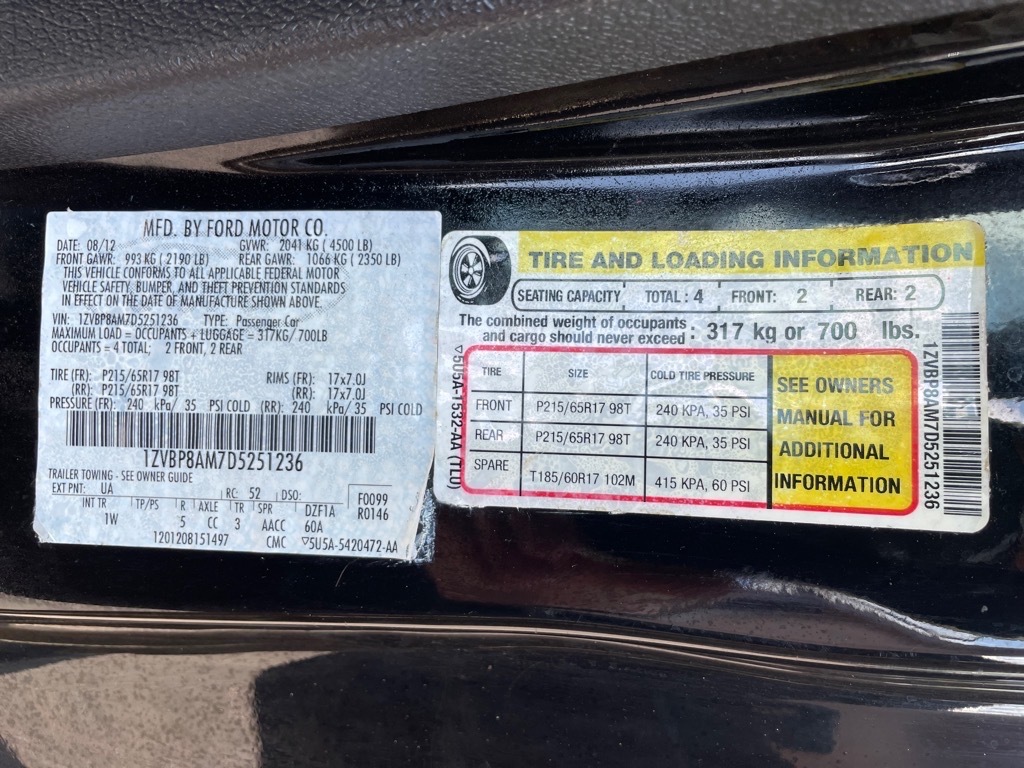 MFD. BY FORD MOTOR CO.
DATE: 08/12 GVWR: 2041 KG ( 4500 LB)
FRONT GAWR: 993 KG ( 2190 LB) REAR GAWR: 1066 KG ( 2350 LB)
THIS VEHICLE CONFORMS TO ALL APPLICABLE FEDERAL MOTOR
VEHICLE SAFETY, BUMPER, AND THEFT PREVENTION STANDARDS
IN EFFECT ON THE DATE OF MANUFACTURE SHOWN ABOVE.
VIN: 1ZVBP8AM7D5251236 TYPE: Passenger Car
MAXIMUM LOAD = OCCUPANTS + LUGGAGE = 317KG/ 700LB
OCCUPANTS = 4 TOTAL; 2 FRONT, 2 REAR
TIRE (FR): P215/65R17 98T RIMS (FR): 17x7.0J
(RR): P215/65R17 98T (RR): 17x7.0J
PRESSURE (FR): 240 kPa/ 35 PSI COLD (RR): 240 kPa/ 35 PSI COLD
1ZVBP8AM7D5251236
TRAILER TOWING - SEE OWNER GUIDE
EXT PNT: UA RC: 52 DSO: F0099
INT TR TP/PS R AXLE TR SPR DZF1A R0146
1W 5 CC 3 AACC 60A
1201208151497 CMC ▽5U5A-5420472-AA
TIRE AND LOADING INFORMATION
SEATING CAPACITY TOTAL : 4 FRONT: 2 REAR: 2
The combined weight of occupants
and cargo should never exceed : 317 kg or 700 lbs.
TIRE SIZE COLD TIRE PRESSURE
FRONT P215/65R17 98T 240 KPA, 35 PSI
REAR P215/65R17 98T 240 KPA, 35 PSI
SPARE T185/60R17 102M 415 KPA, 60 PSI
SEE OWNERS
MANUAL FOR
ADDITIONAL
INFORMATION
▽5U5A-1532-AA (TLU)
1ZVBP8AM7D5251236